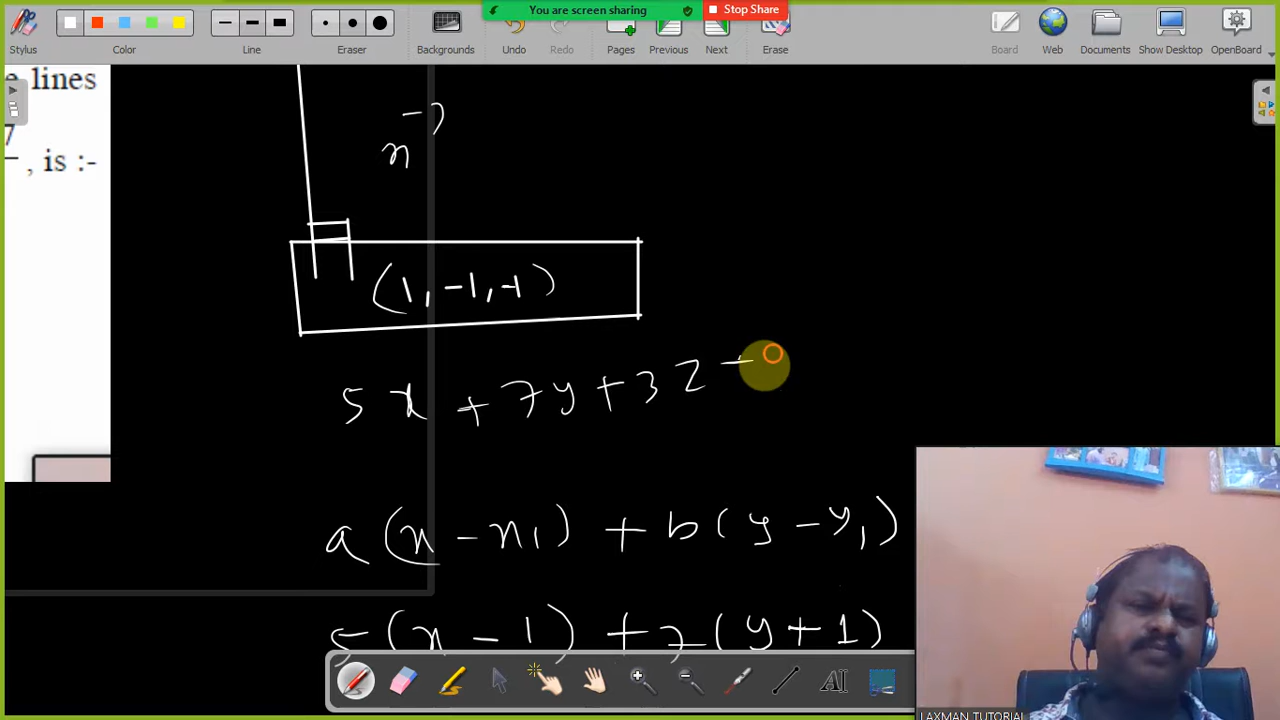 You are screen sharing Stop Share
Stylus Color Line Eraser Backgrounds Undo Redo Pages Previous Next Erase Board Web Documents Show Desktop OpenBoard
e lines
7
, is :-
n
(1, -1, -1)
5x + 7y + 3z
a(x - x1) + b(y - y1)
5(x - 1) + 7(y + 1)
AI
LAXMAN TUTORIAL